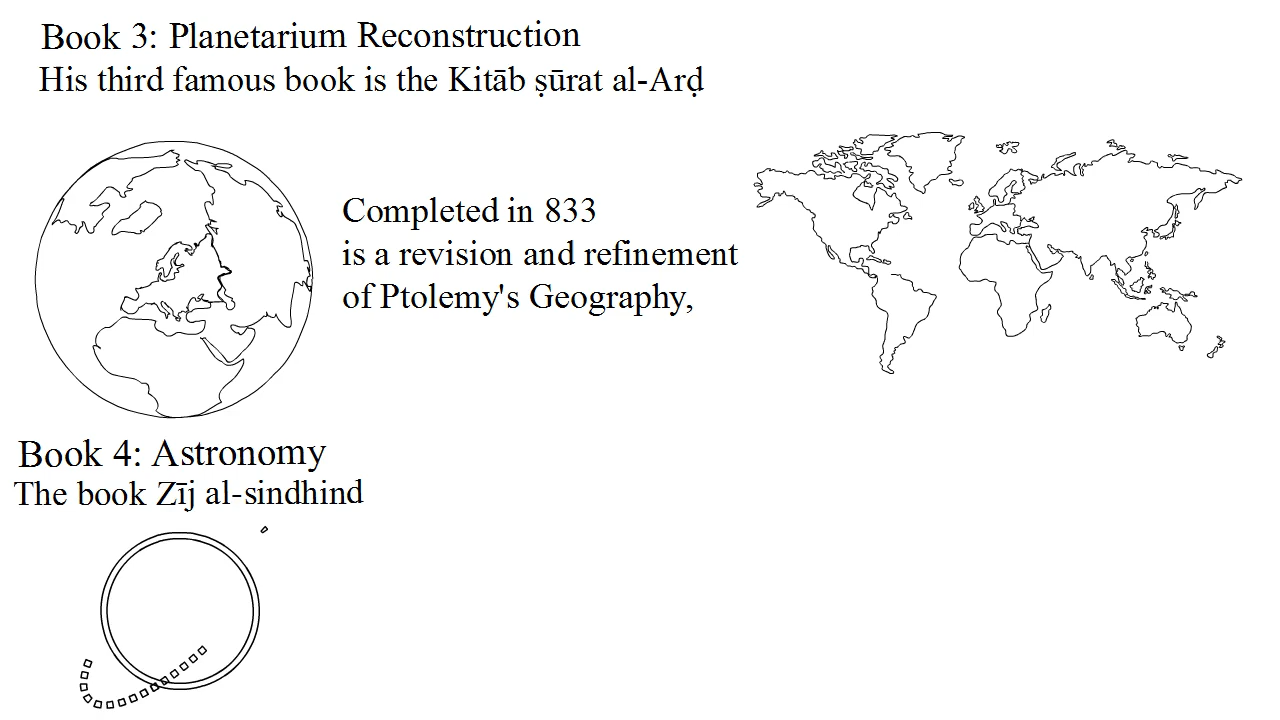 Book 3: Planetarium Reconstruction
His third famous book is the Kitāb ṣūrat al-Arḍ
Completed in 833
is a revision and refinement
of Ptolemy's Geography,
Book 4: Astronomy
The book Zīj al-sindhind